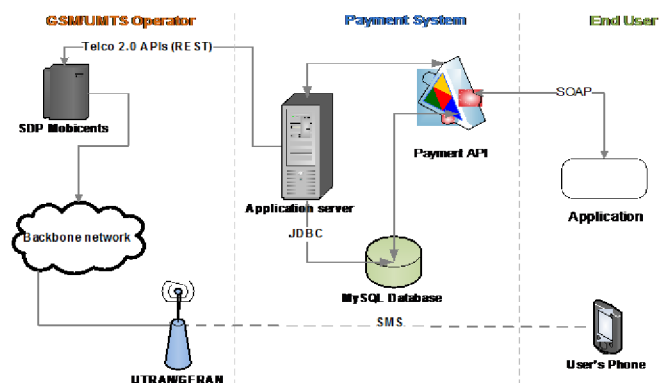 GSM/UMTS Operator
Payment System
End User
Telco 2.0 APIs (REST)
SOAP
SDP Mobicents
Payment API
Application server
Application
Backbone network
JDBC
MySQL Database
SMS
UTRAN/GERAN
User's Phone